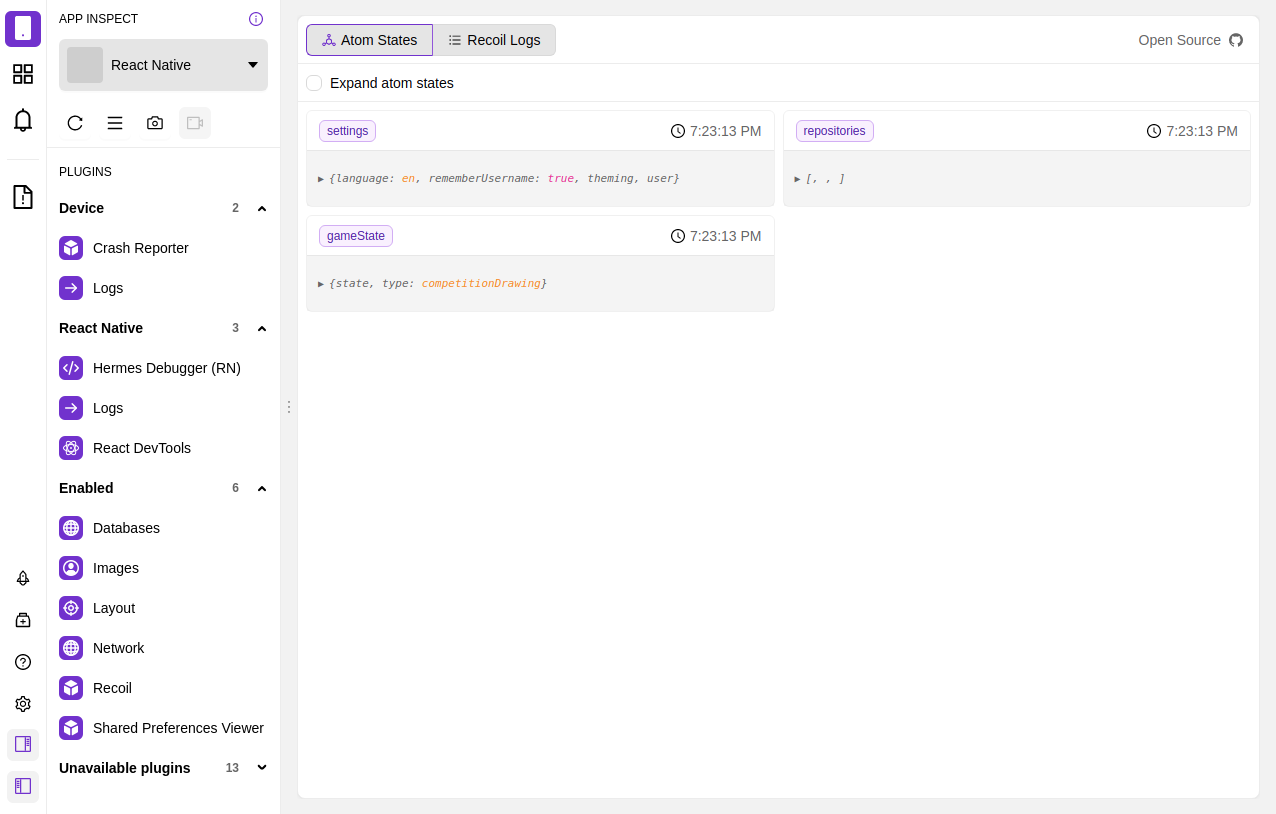 APP INSPECT
React Native
PLUGINS
Device 2
Crash Reporter
Logs
React Native 3
Hermes Debugger (RN)
Logs
React DevTools
Enabled 6
Databases
Images
Layout
Network
Recoil
Shared Preferences Viewer
Unavailable plugins 13
Atom States
Recoil Logs
Open Source
Expand atom states
settings 7:23:13 PM
▶ {language: en, rememberUsername: true, theming, user}
repositories 7:23:13 PM
▶ [, , ]
gameState 7:23:13 PM
▶ {state, type: competitionDrawing}